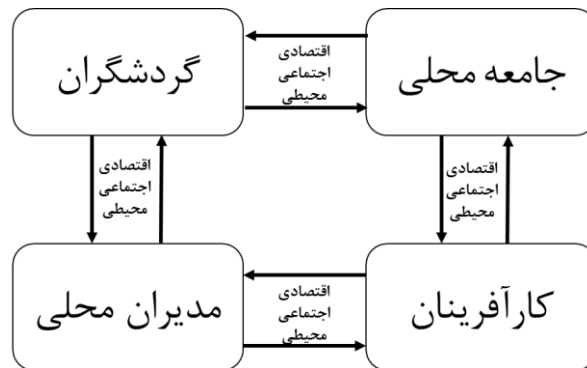 جامعه محلی
اقتصادی
اجتماعی
محیطی
گردشگران
اقتصادی
اجتماعی
محیطی
اقتصادی
اجتماعی
محیطی
کارآفرینان
اقتصادی
اجتماعی
محیطی
مدیران محلی